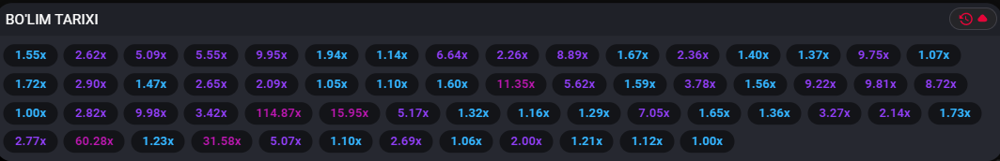 BO'LIM TARIXI
1.55x 2.62x 5.09x 5.55x 9.95x 1.94x 1.14x 6.64x 2.26x 8.89x 1.67x 2.36x 1.40x 1.37x 9.75x 1.07x
1.72x 2.90x 1.47x 2.65x 2.09x 1.05x 1.10x 1.60x 11.35x 5.62x 1.59x 3.78x 1.56x 9.22x 9.81x 8.72x
1.00x 2.82x 9.98x 3.42x 114.87x 15.95x 5.17x 1.32x 1.16x 1.29x 7.05x 1.65x 1.36x 3.27x 2.14x 1.73x
2.77x 60.28x 1.23x 31.58x 5.07x 1.10x 2.69x 1.06x 2.00x 1.21x 1.12x 1.00x